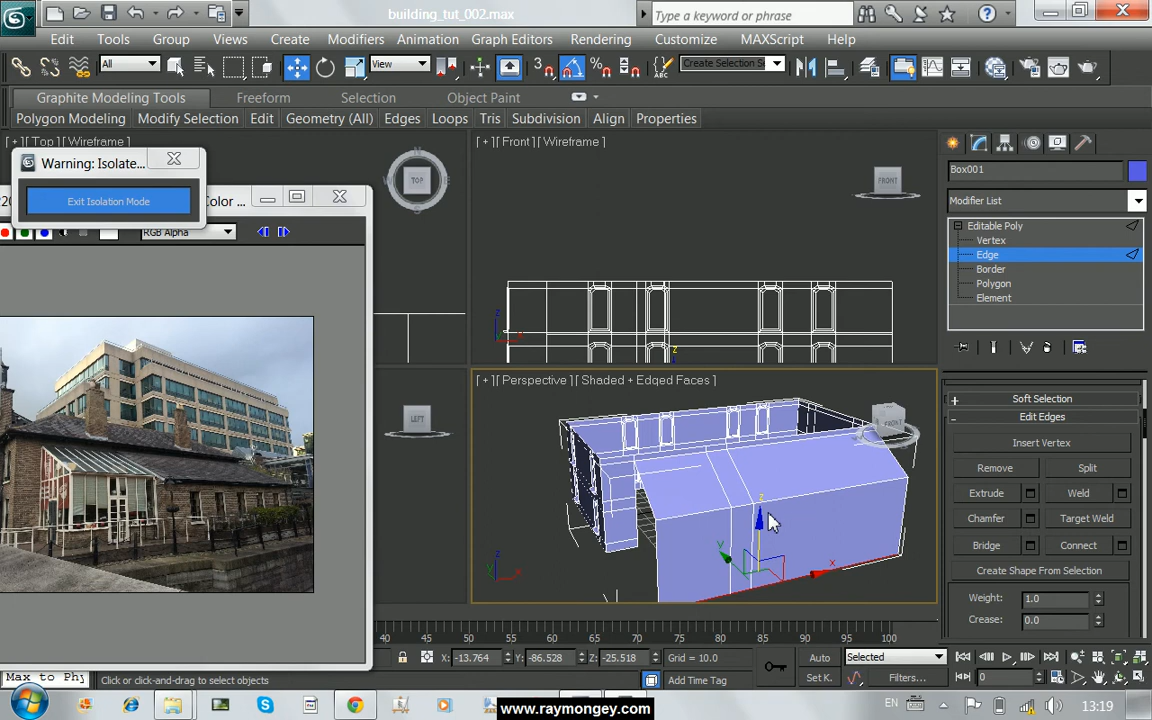 building_tut_002.max
Type a keyword or phrase
Edit Tools Group Views Create Modifiers Animation Graph Editors Rendering Customize MAXScript Help
All View 3 Create Selection Se
Graphite Modeling Tools Freeform Selection Object Paint
Polygon Modeling Modify Selection Edit Geometry (All) Edges Loops Tris Subdivision Align Properties
[ + ] Top [ Wireframe ]
[ + ] Front [ Wireframe ]
Warning: Isolate...
Exit Isolation Mode
Color ...
RGB Alpha
TOP
FRONT
Box001
Modifier List
Editable Poly
Vertex
Edge
Border
Polygon
Element
[ + ] Perspective [ Shaded + Edged Faces ]
LEFT
FRONT
Soft Selection
Edit Edges
Insert Vertex
Remove Split
Extrude Weld
Chamfer Target Weld
Bridge Connect
Create Shape From Selection
Weight: 1.0
Crease: 0.0
z
x
y
40 45 50 55 60 65 70 75 80 85 90 95 100
X: -13.764 Y: -86.528 Z: -25.518 Grid = 10.0
Auto Selected
Max to Phy
Click or click-and-drag to select objects
Add Time Tag
Set K. Filters... 0
www.raymongey.com
EN
13:19